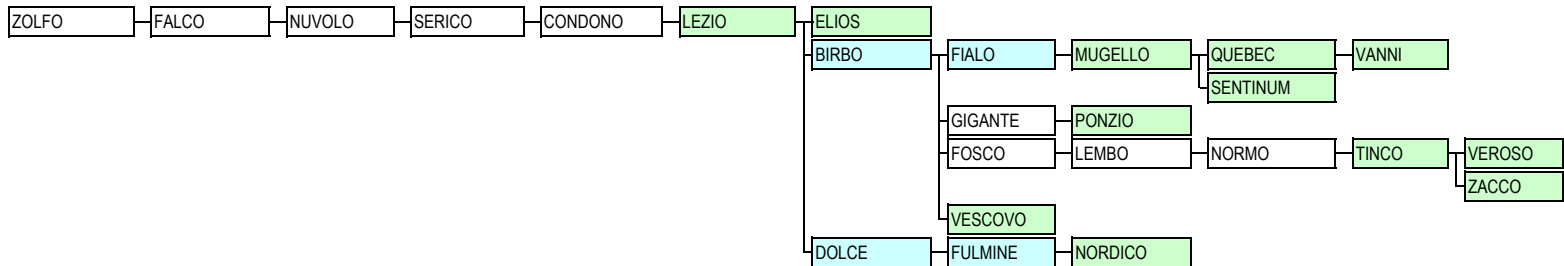 ZOLFO FALCO NUVOLO SERICO CONDONO LEZIO ELIOS
BIRBO FIALO MUGELLO QUEBEC VANNI
SENTINUM
GIGANTE PONZIO
FOSCO LEMBO NORMO TINCO VEROSO
ZACCO
VESCOVO
DOLCE FULMINE NORDICO